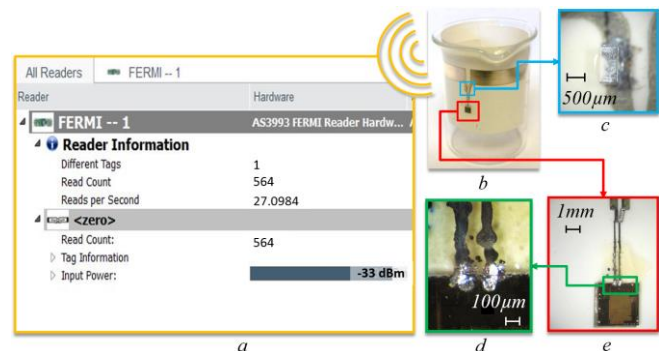 All Readers FERMI -- 1
Reader Hardware
FERMI -- 1 AS3993 FERMI Reader Hardw...
Reader Information
Different Tags 1
Read Count 564
Reads per Second 27.0984
<zero>
Read Count: 564
Tag Information
Input Power: -33 dBm
a
b
500μm
c
100μm
d
1mm
e